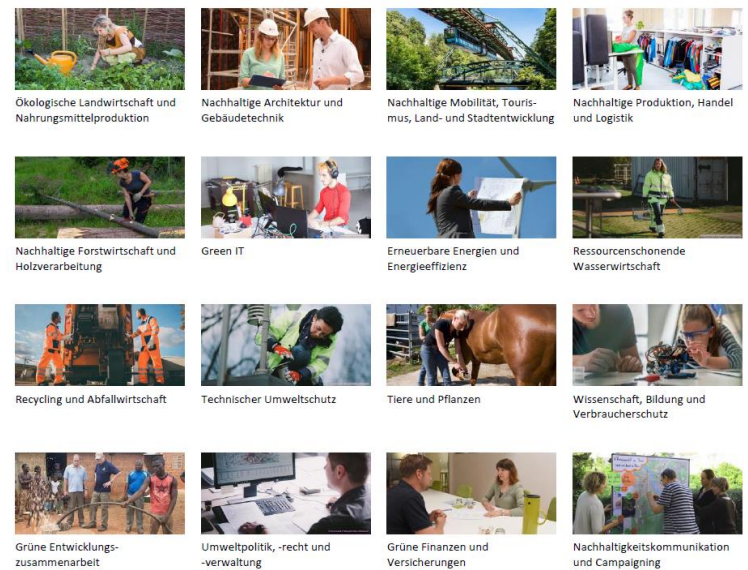 Ökologische Landwirtschaft und
Nahrungsmittelproduktion
Nachhaltige Architektur und
Gebäudetechnik
Nachhaltige Mobilität, Touris-
mus, Land- und Stadtentwicklung
Nachhaltige Produktion, Handel
und Logistik
Nachhaltige Forstwirtschaft und
Holzverarbeitung
Green IT
Erneuerbare Energien und
Energieeffizienz
Ressourcenschonende
Wasserwirtschaft
Recycling und Abfallwirtschaft
Technischer Umweltschutz
Tiere und Pflanzen
Wissenschaft, Bildung und
Verbraucherschutz
Grüne Entwicklungs-
zusammenarbeit
Umweltpolitik, -recht und
-verwaltung
Grüne Finanzen und
Versicherungen
Nachhaltigkeitskommunikation
und Campaigning